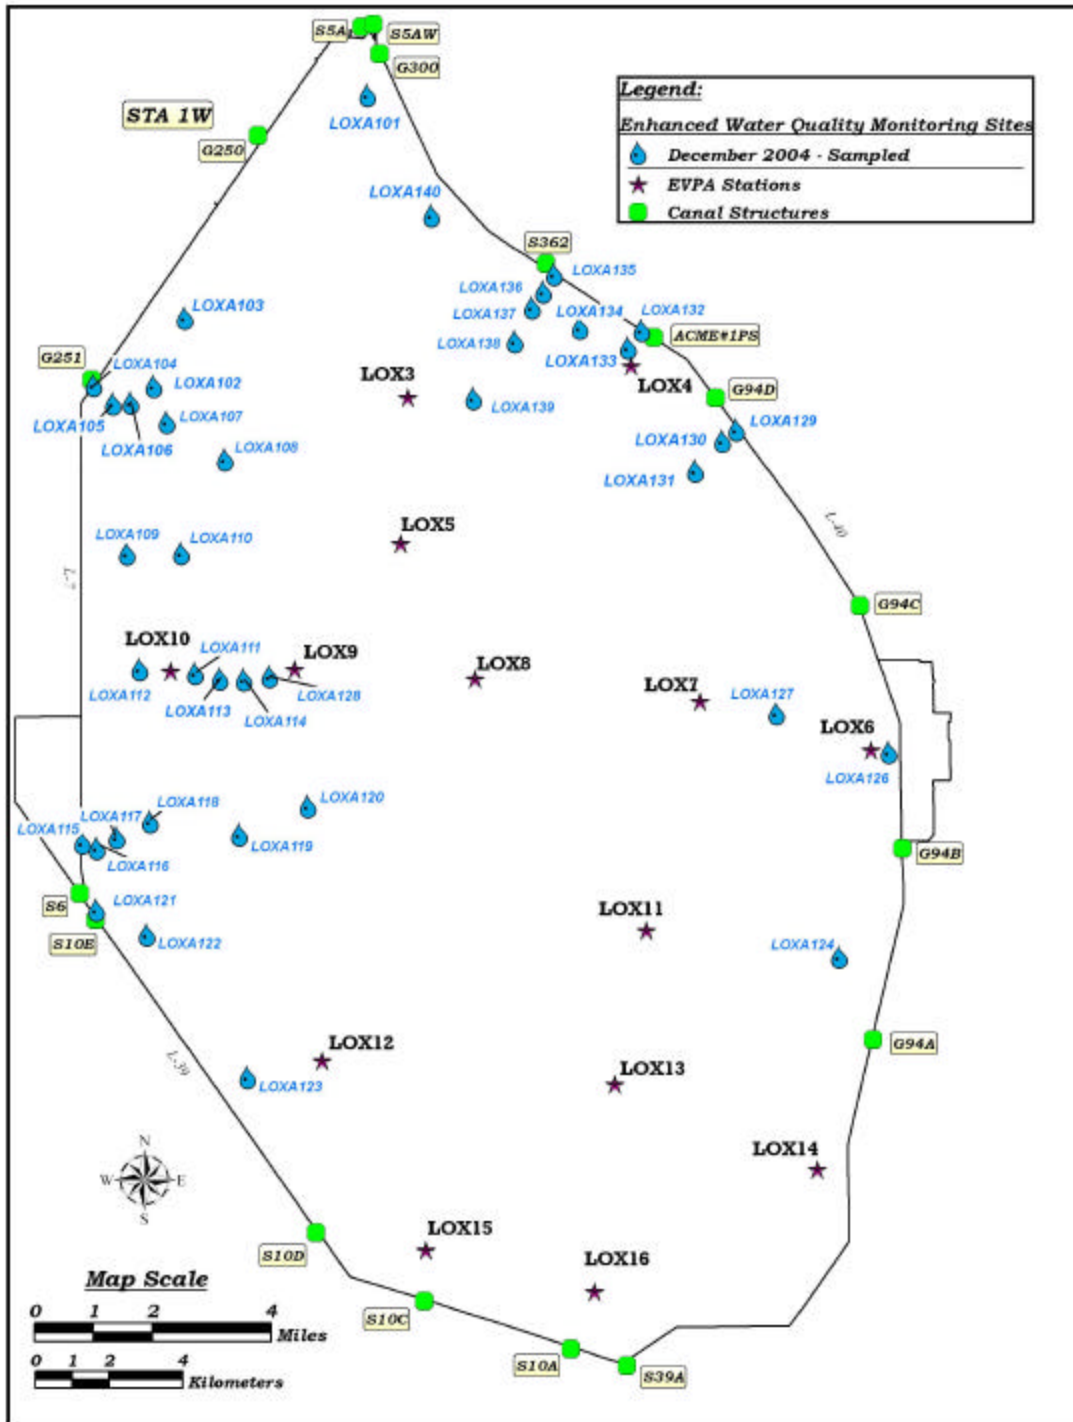 S5A
S5AW
G300
Legend:
Enhanced Water Quality Monitoring Sites
December 2004 - Sampled
EVPA Stations
Canal Structures
STA 1W
LOXA101
G250
LOXA140
S362
LOXA135
LOXA136
LOXA103
LOXA137
LOXA134
LOXA132
ACME#1PS
LOXA138
LOXA133
G251
LOXA104
LOX3
LOX4
LOXA102
G94D
LOXA139
LOXA107
LOXA129
LOXA105
LOXA130
LOXA106
LOXA108
LOXA131
LOX5
L-40
LOXA109
LOXA110
L-7
G94C
LOX10
LOXA111
LOX9
LOX8
LOXA112
LOXA128
LOX7
LOXA127
LOXA113
LOXA114
LOX6
LOXA126
LOXA118
LOXA120
LOXA117
LOXA115
LOXA119
G94B
LOXA116
S6
LOXA121
LOX11
S10E
LOXA122
LOXA124
LOX12
G94A
L-39
LOXA123
LOX13
N
W
E
S
LOX14
LOX15
S10D
LOX16
Map Scale
0 1 2 4
Miles
S10C
0 1 2 4
Kilometers
S10A
S39A